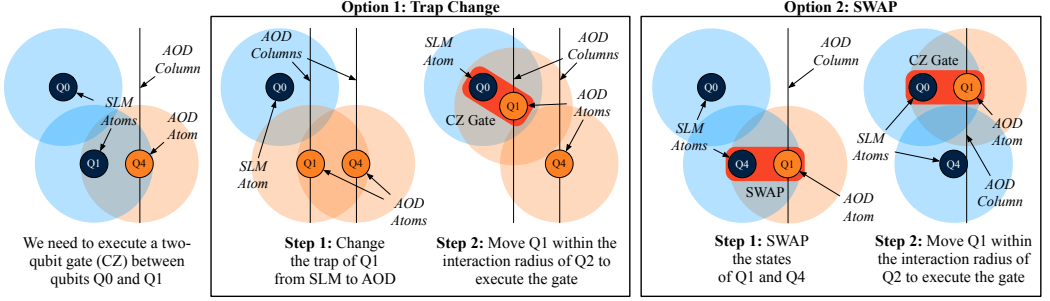 Option 1: Trap Change
Option 2: SWAP
AOD
Column
Q0
SLM
Atoms
AOD
Atom
Q1
Q4
We need to execute a two-
qubit gate (CZ) between
qubits Q0 and Q1
AOD
Columns
Q0
SLM
Atom
Q1
Q4
AOD
Atoms
Step 1: Change
the trap of Q1
from SLM to AOD
SLM
Atom
AOD
Columns
Q0
Q1
CZ Gate
AOD
Atoms
Q4
Step 2: Move Q1 within the
interaction radius of Q2 to
execute the gate
AOD
Column
Q0
SLM
Atoms
Q4
Q1
SWAP
AOD
Atom
Step 1: SWAP
the states
of Q1 and Q4
CZ Gate
Q0
Q1
SLM
Atoms
AOD
Atom
Q4
AOD
Column
Step 2: Move Q1 within
the interaction radius of
Q2 to execute the gate